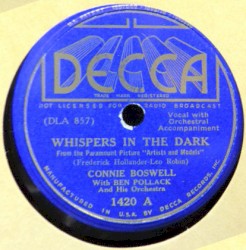 DECCA
TRADE MARK REGISTERED
NOT LICENSED FOR RADIO BROADCAST
(DLA 857)
Vocal with
Orchestral
Accompaniment
WHISPERS IN THE DARK
From the Paramount Picture "Artists and Models"
(Frederick Hollander-Leo Robin)
CONNIE BOSWELL
With BEN POLLACK
And His Orchestra
1420 A
MANUFACTURED IN U.S.A. BY DECCA RECORDS, INC.